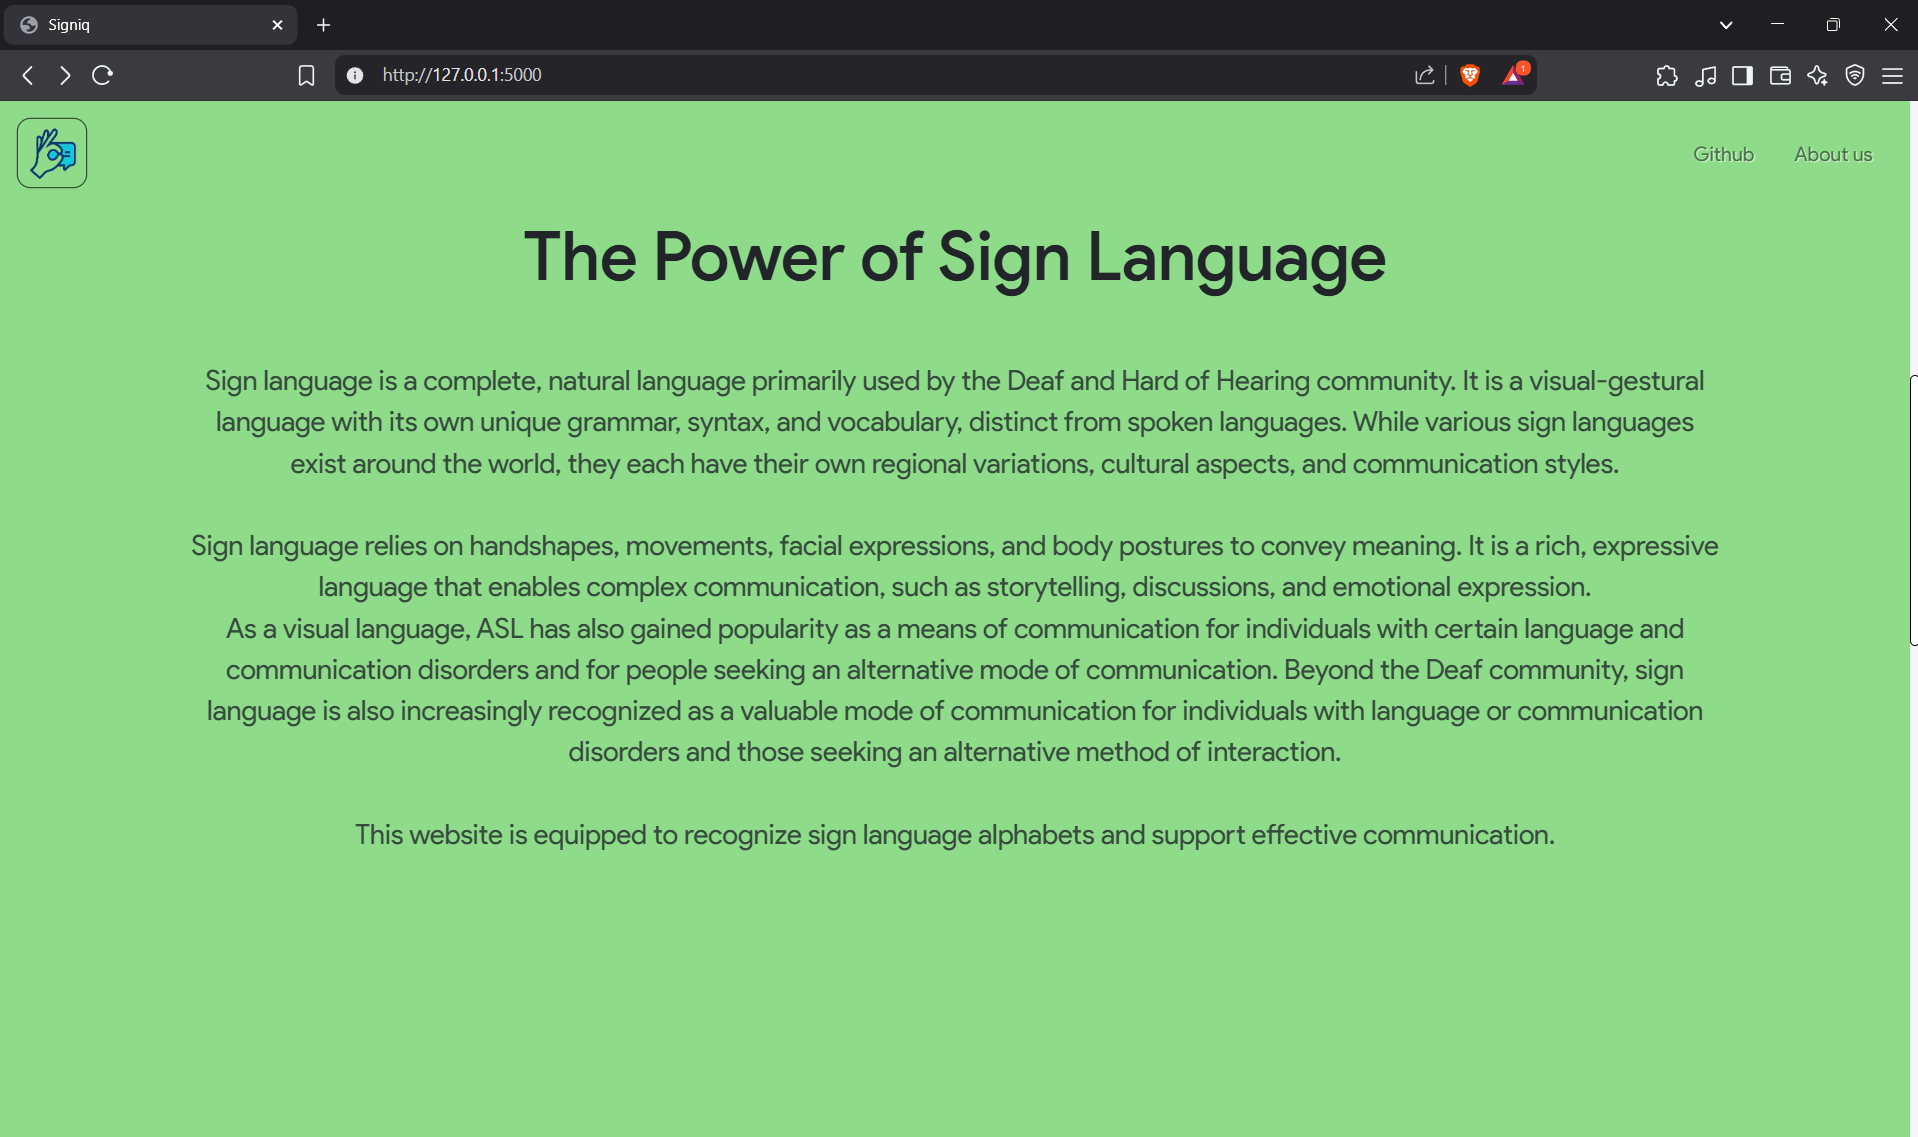 Signiq
http://127.0.0.1:5000
1
Github About us
The Power of Sign Language
Sign language is a complete, natural language primarily used by the Deaf and Hard of Hearing community. It is a visual-gestural
language with its own unique grammar, syntax, and vocabulary, distinct from spoken languages. While various sign languages
exist around the world, they each have their own regional variations, cultural aspects, and communication styles.
Sign language relies on handshapes, movements, facial expressions, and body postures to convey meaning. It is a rich, expressive
language that enables complex communication, such as storytelling, discussions, and emotional expression.
As a visual language, ASL has also gained popularity as a means of communication for individuals with certain language and
communication disorders and for people seeking an alternative mode of communication. Beyond the Deaf community, sign
language is also increasingly recognized as a valuable mode of communication for individuals with language or communication
disorders and those seeking an alternative method of interaction.
This website is equipped to recognize sign language alphabets and support effective communication.